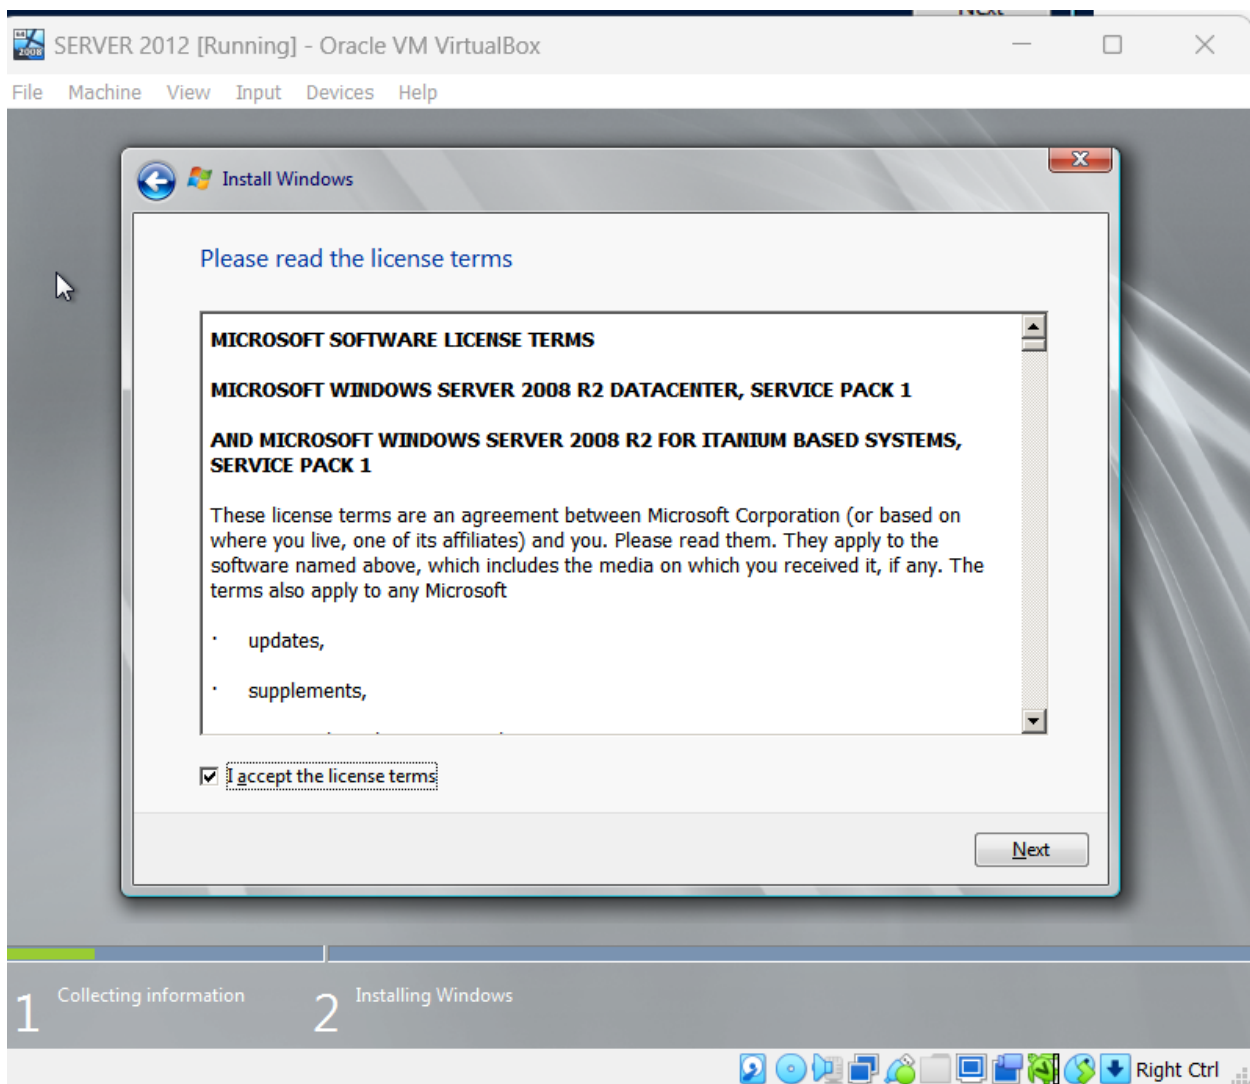 SERVER 2012 [Running] - Oracle VM VirtualBox
File Machine View Input Devices Help
Install Windows
Please read the license terms
MICROSOFT SOFTWARE LICENSE TERMS
MICROSOFT WINDOWS SERVER 2008 R2 DATACENTER, SERVICE PACK 1
AND MICROSOFT WINDOWS SERVER 2008 R2 FOR ITANIUM BASED SYSTEMS,
SERVICE PACK 1
These license terms are an agreement between Microsoft Corporation (or based on
where you live, one of its affiliates) and you. Please read them. They apply to the
software named above, which includes the media on which you received it, if any. The
terms also apply to any Microsoft
· updates,
· supplements,
I accept the license terms
Next
1 Collecting information 2 Installing Windows
Right Ctrl